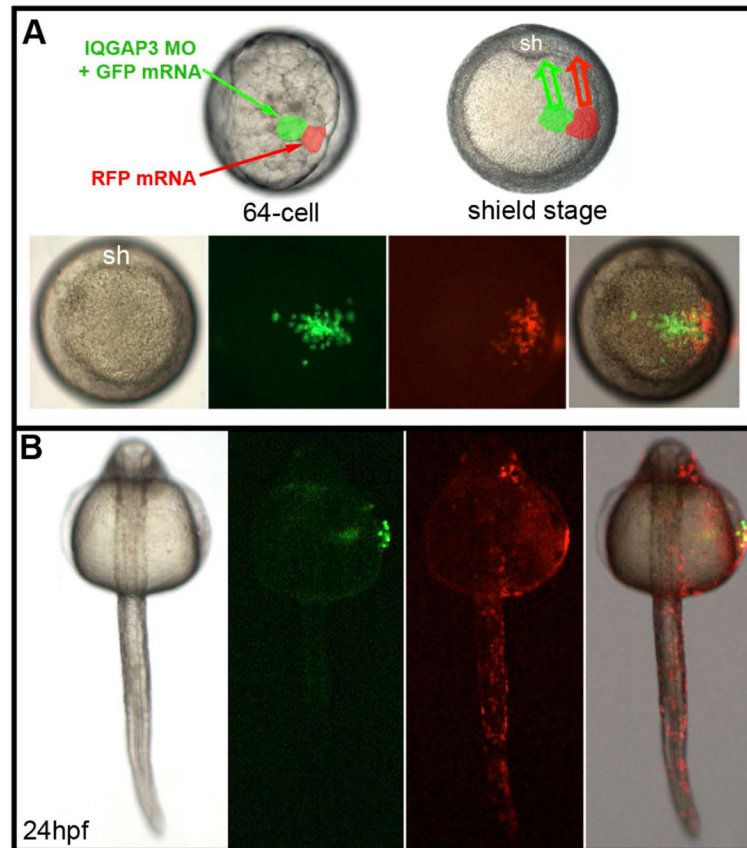 A
IQGAP3 MO
+ GFP mRNA
RFP mRNA
64-cell
sh
shield stage
sh
B
24hpf